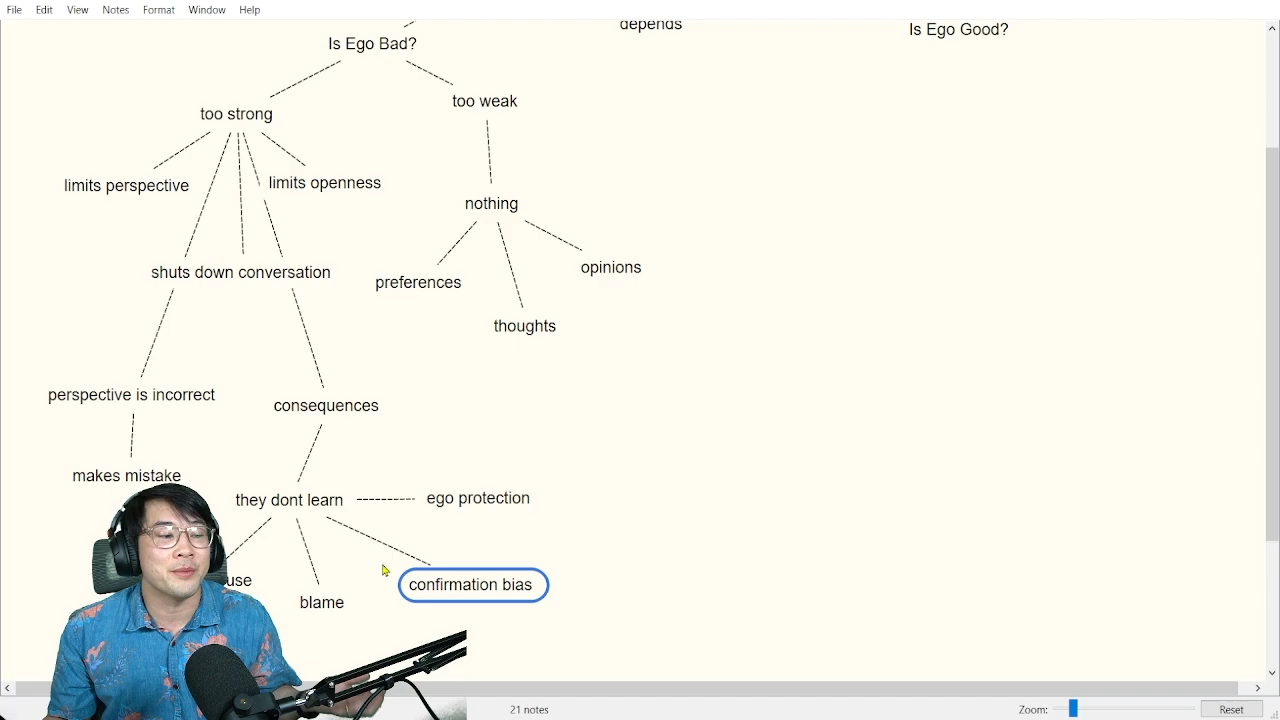 File Edit View Notes Format Window Help
depends
Is Ego Good?
Is Ego Bad?
too strong
too weak
limits perspective
limits openness
nothing
shuts down conversation
preferences
opinions
thoughts
perspective is incorrect
consequences
makes mistake
they dont learn
ego protection
use
confirmation bias
blame
21 notes
Zoom:
Reset